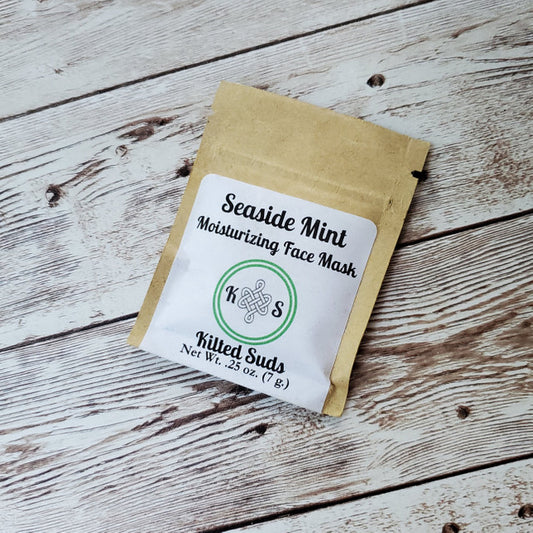 Seaside Mint
Moisturizing Face Mask
K S
Kilted Suds
Net Wt. .25 oz. (7 g.)